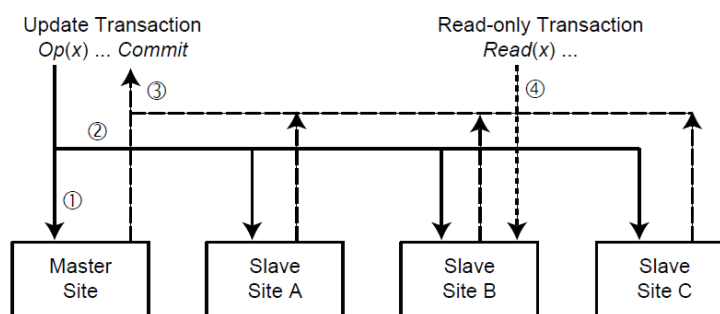 Update Transaction
Op(x) ... Commit
Read-only Transaction
Read(x) ...
③
④
②
①
Master
Site
Slave
Site A
Slave
Site B
Slave
Site C